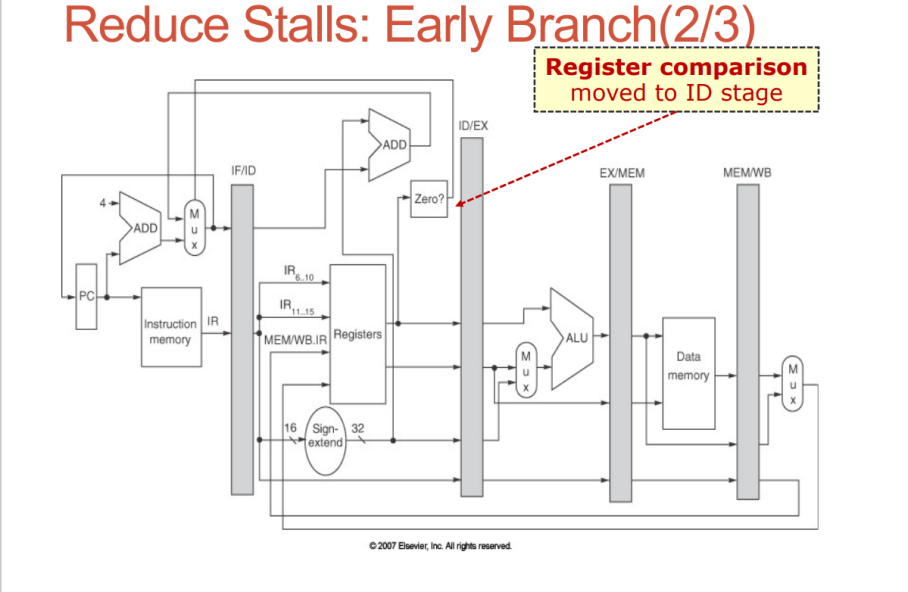 Reduce Stalls: Early Branch(2/3)
Register comparison
moved to ID stage
ID/EX
IF/ID
EX/MEM
MEM/WB
ADD
Zero?
4
ADD
M
u
x
PC
Instruction
memory
IR
IR6..10
IR11..15
MEM/WB.IR
Registers
ALU
M
u
x
Data
memory
M
u
x
16
Sign-
extend
32
© 2007 Elsevier, Inc. All rights reserved.